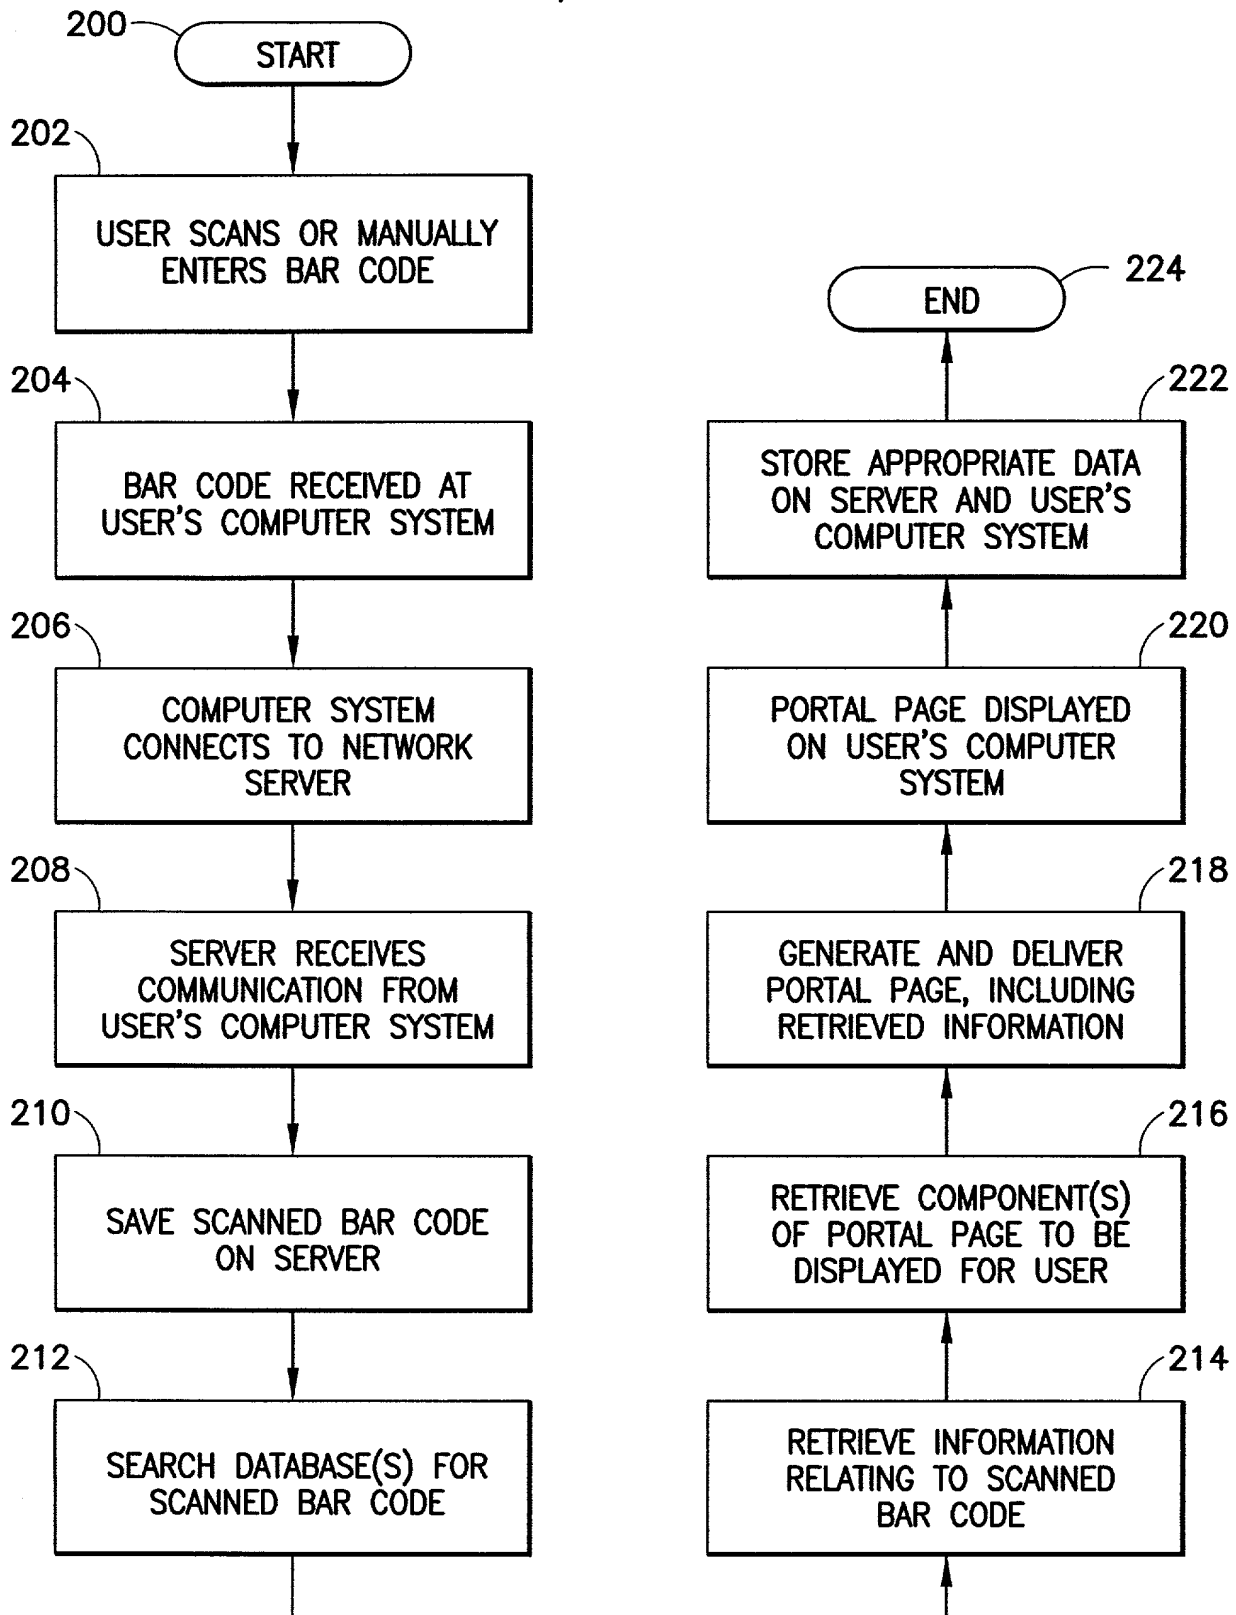 200
START
202
USER SCANS OR MANUALLY
ENTERS BAR CODE
204
BAR CODE RECEIVED AT
USER'S COMPUTER SYSTEM
206
COMPUTER SYSTEM
CONNECTS TO NETWORK
SERVER
208
SERVER RECEIVES
COMMUNICATION FROM
USER'S COMPUTER SYSTEM
210
SAVE SCANNED BAR CODE
ON SERVER
212
SEARCH DATABASE(S) FOR
SCANNED BAR CODE
214
RETRIEVE INFORMATION
RELATING TO SCANNED
BAR CODE
216
RETRIEVE COMPONENT(S)
OF PORTAL PAGE TO BE
DISPLAYED FOR USER
218
GENERATE AND DELIVER
PORTAL PAGE, INCLUDING
RETRIEVED INFORMATION
220
PORTAL PAGE DISPLAYED
ON USER'S COMPUTER
SYSTEM
222
STORE APPROPRIATE DATA
ON SERVER AND USER'S
COMPUTER SYSTEM
224
END